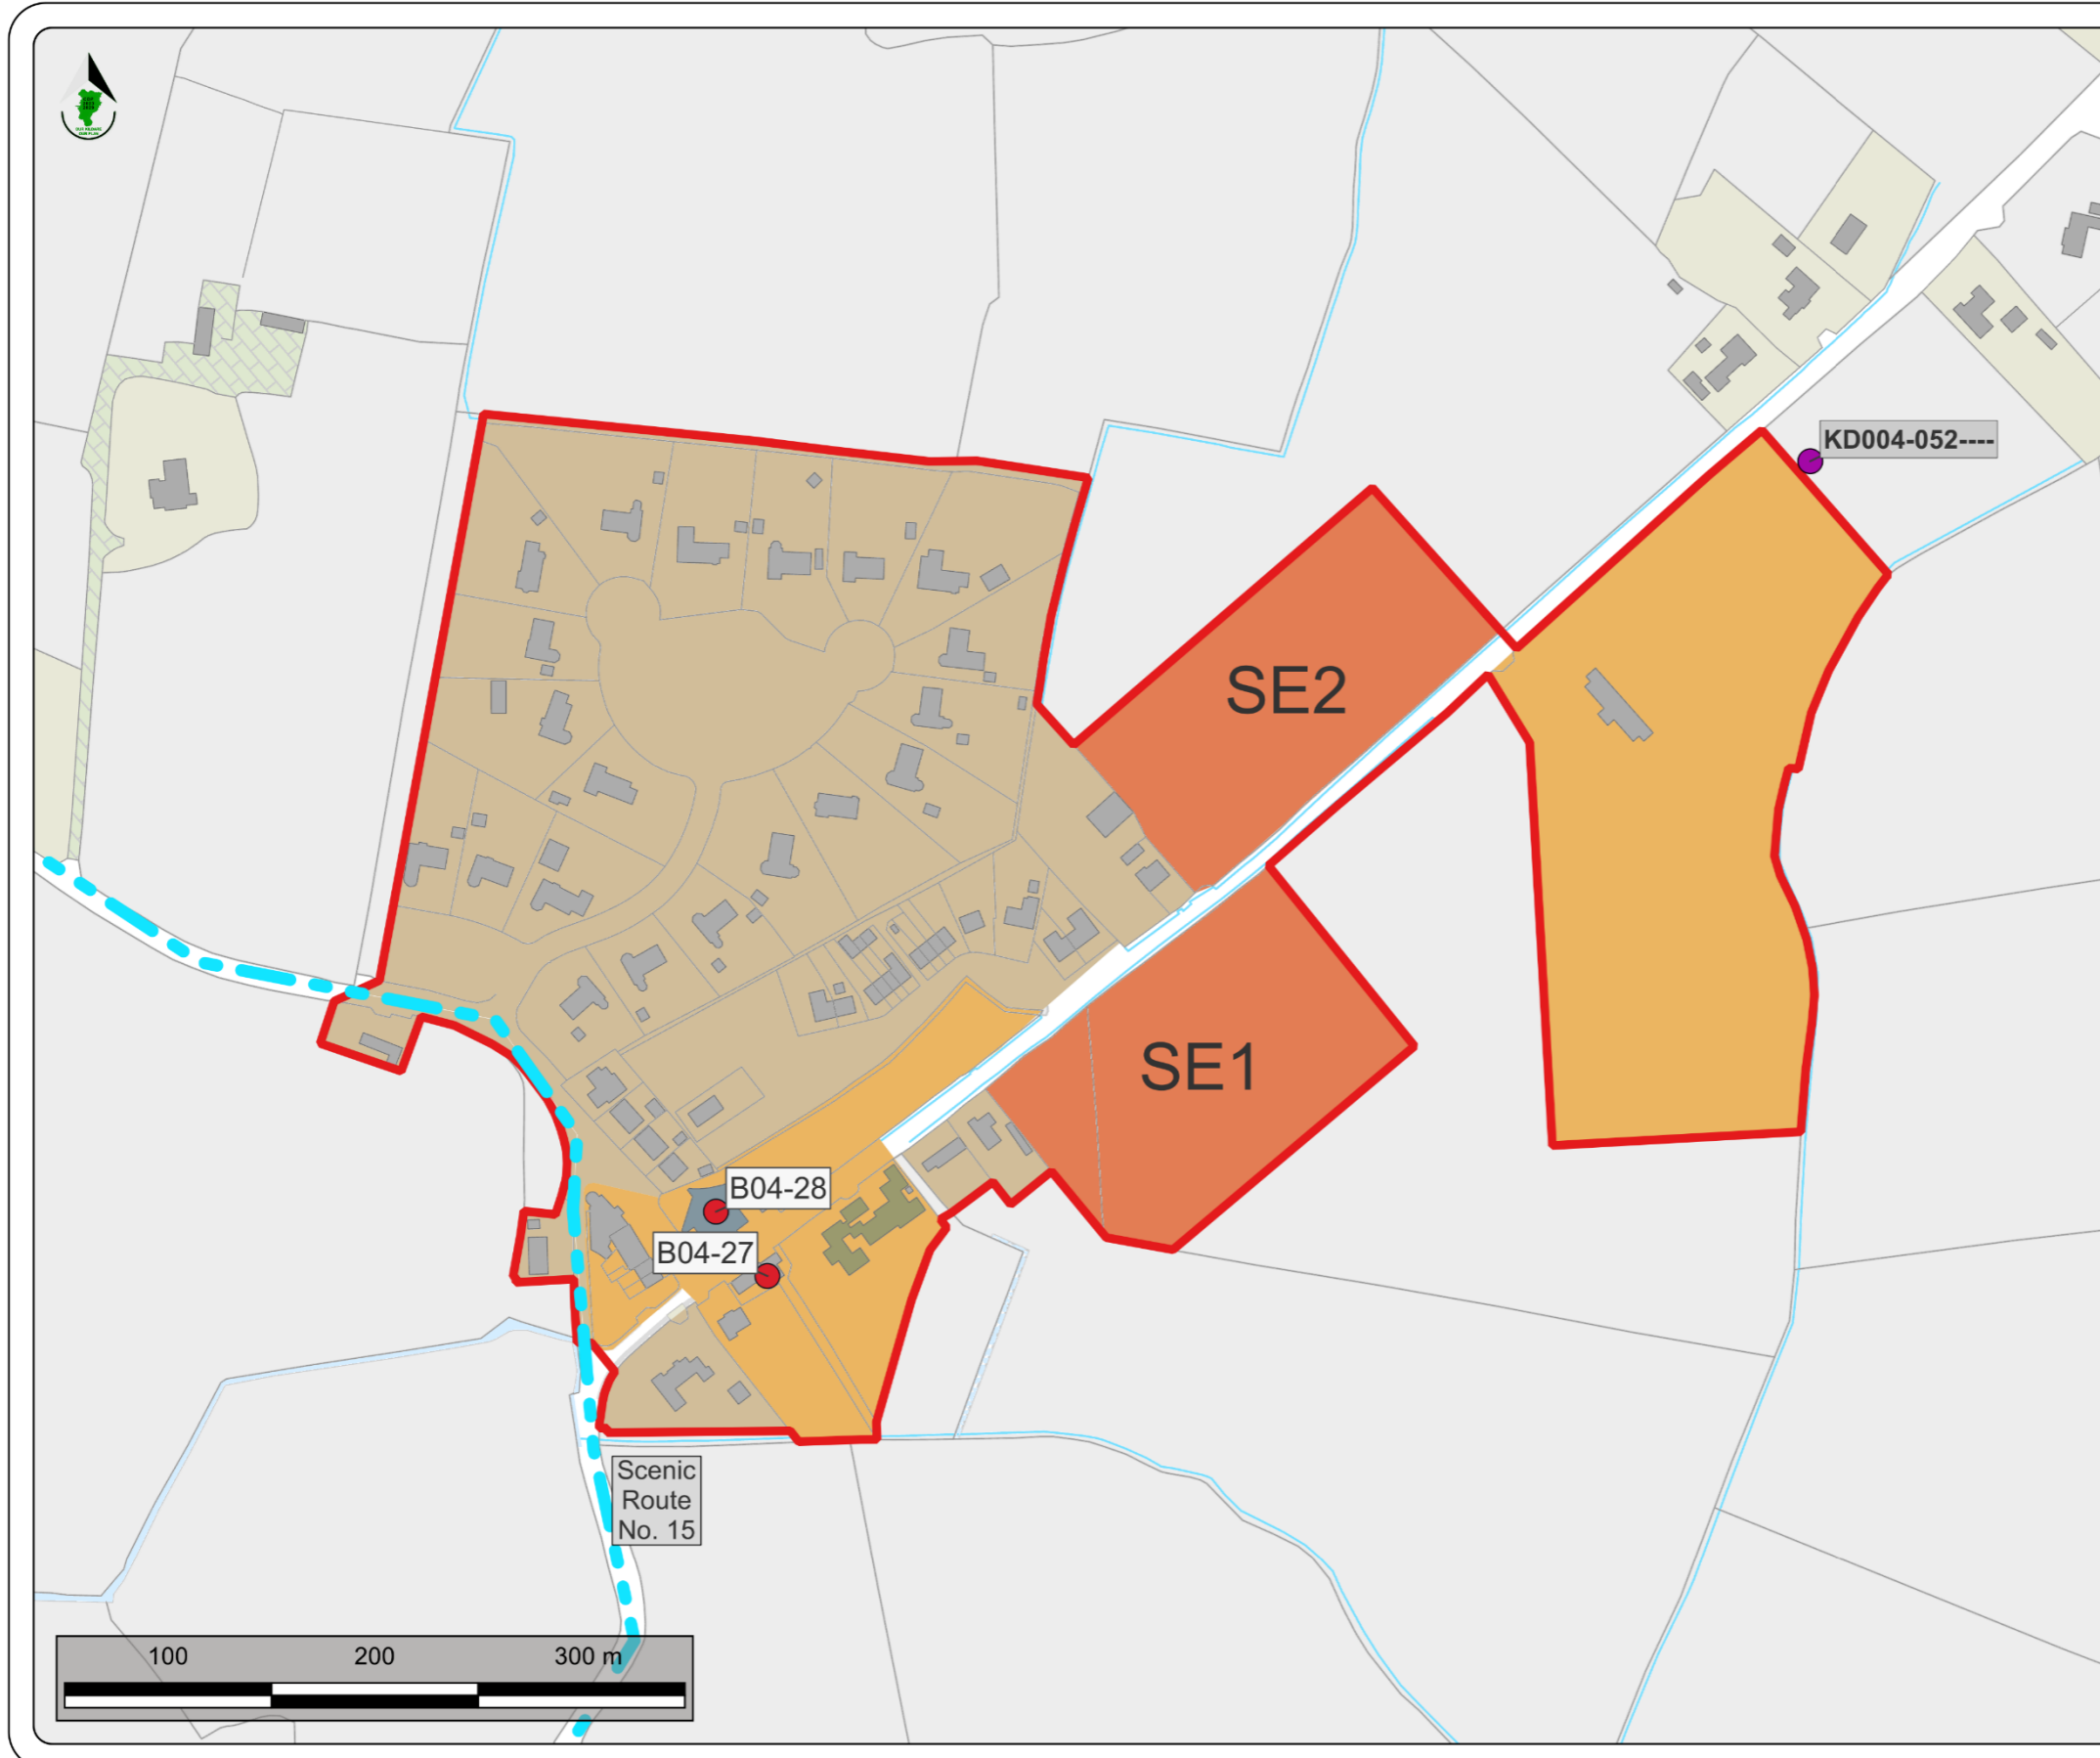 KD004-052----
SE2
SE1
B04-28
B04-27
Scenic
Route
No. 15
100 200 300 m